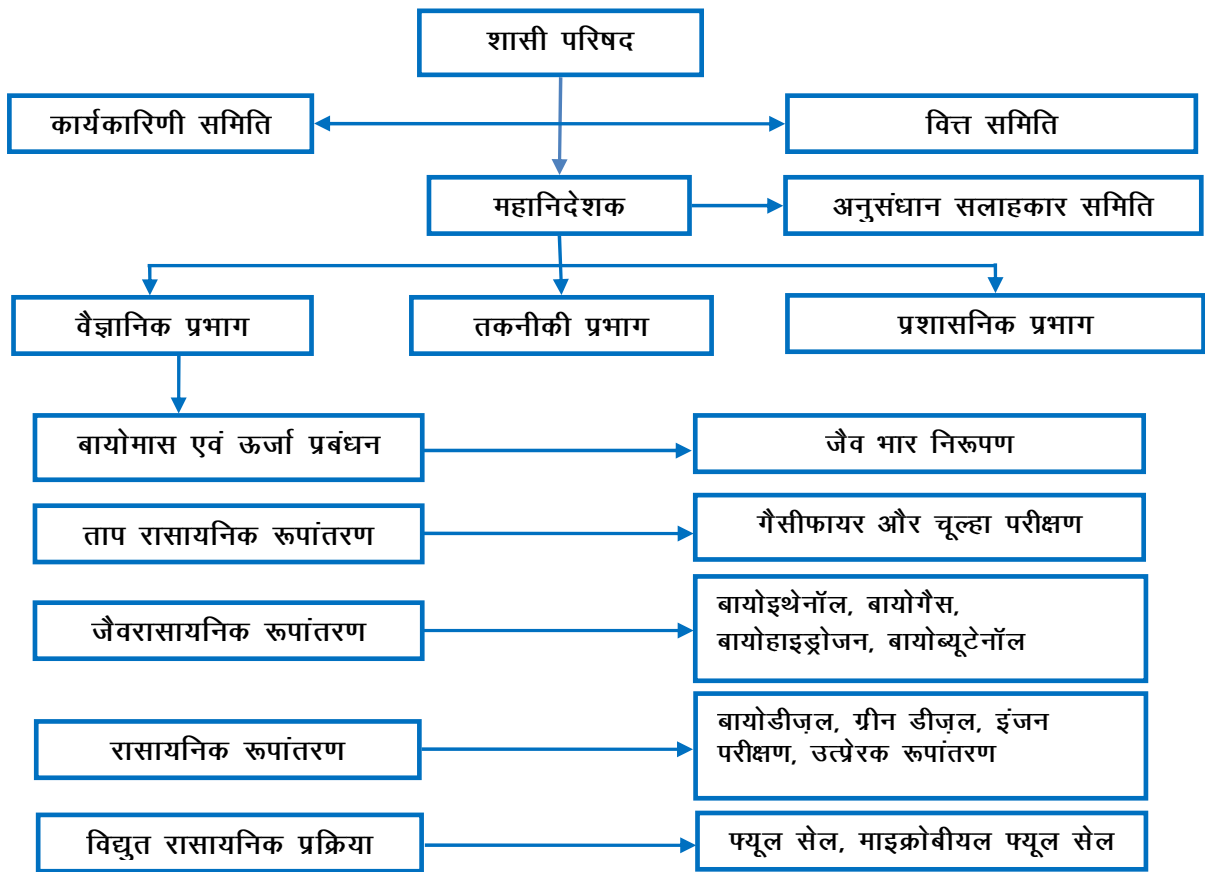 शासी परिषद
कार्यकारिणी समिति
वित्त समिति
महानिदेशक
अनुसंधान सलाहकार समिति
वैज्ञानिक प्रभाग
तकनीकी प्रभाग
प्रशासनिक प्रभाग
बायोमास एवं ऊर्जा प्रबंधन
जैव भार निरूपण
ताप रासायनिक रूपांतरण
गैसीफायर और चूल्हा परीक्षण
जैवरासायनिक रूपांतरण
बायोइथेनॉल, बायोगैस,
बायोहाइड्रोजन, बायोब्यूटेनॉल
रासायनिक रूपांतरण
बायोडीज़ल, ग्रीन डीज़ल, इंजन
परीक्षण, उत्प्रेरक रूपांतरण
विद्युत रासायनिक प्रक्रिया
फ्यूल सेल, माइक्रोबीयल फ्यूल सेल